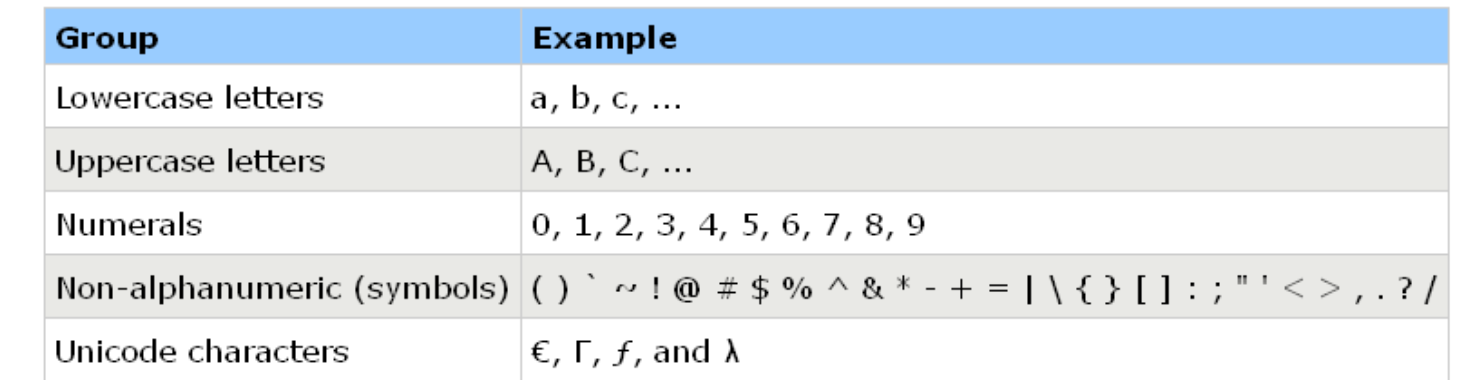 Group Example
Lowercase letters a, b, c, ...
Uppercase letters A, B, C, ...
Numerals 0, 1, 2, 3, 4, 5, 6, 7, 8, 9
Non-alphanumeric (symbols) ( ) ` ~ ! @ # $ % ^ & * - + = | \ { } [ ] : ; " ' < > , . ? /
Unicode characters €, Γ, ƒ, and λ